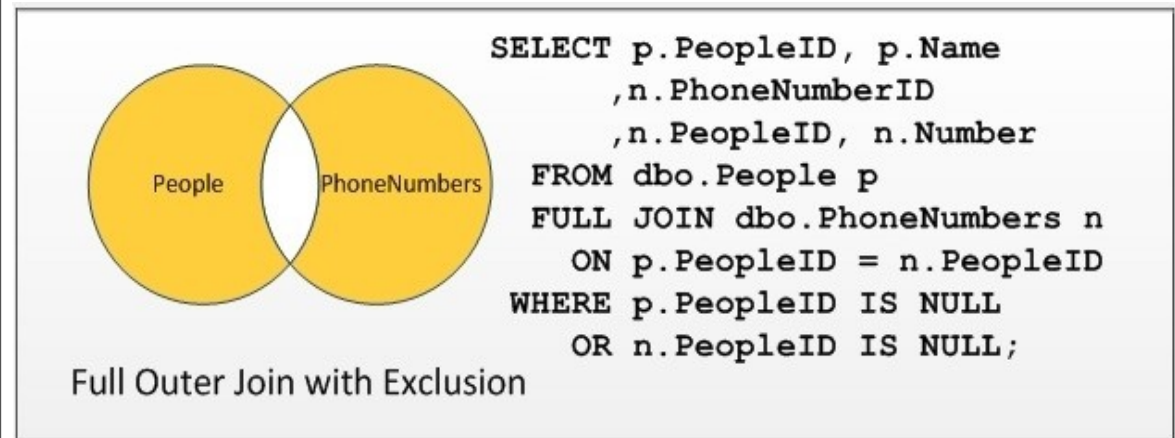 People
PhoneNumbers
SELECT p.PeopleID, p.Name
,n.PhoneNumberID
,n.PeopleID, n.Number
FROM dbo.People p
FULL JOIN dbo.PhoneNumbers n
ON p.PeopleID = n.PeopleID
WHERE p.PeopleID IS NULL
OR n.PeopleID IS NULL;
Full Outer Join with Exclusion